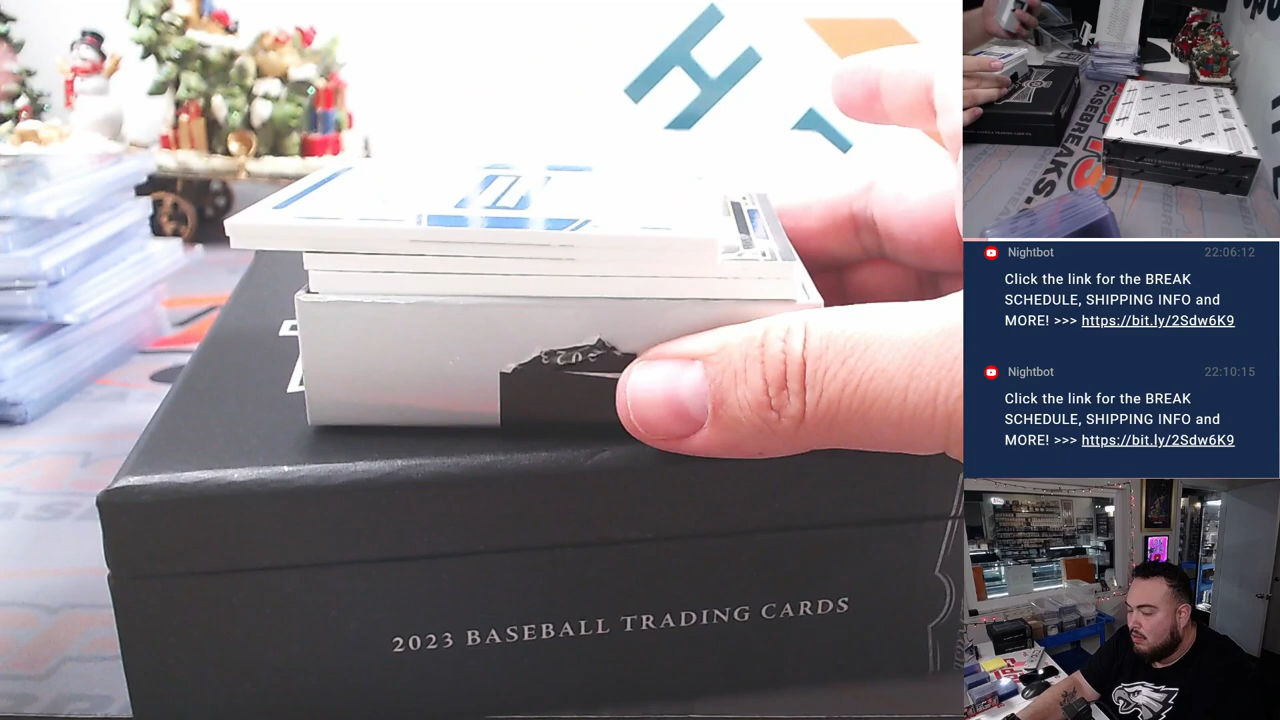 2023 BASEBALL TRADING CARDS
CASEBREAKS.
Nightbot 22:06:12
Click the link for the BREAK
SCHEDULE, SHIPPING INFO and
MORE! >>> https://bit.ly/2Sdw6K9
Nightbot 22:10:15
Click the link for the BREAK
SCHEDULE, SHIPPING INFO and
MORE! >>> https://bit.ly/2Sdw6K9